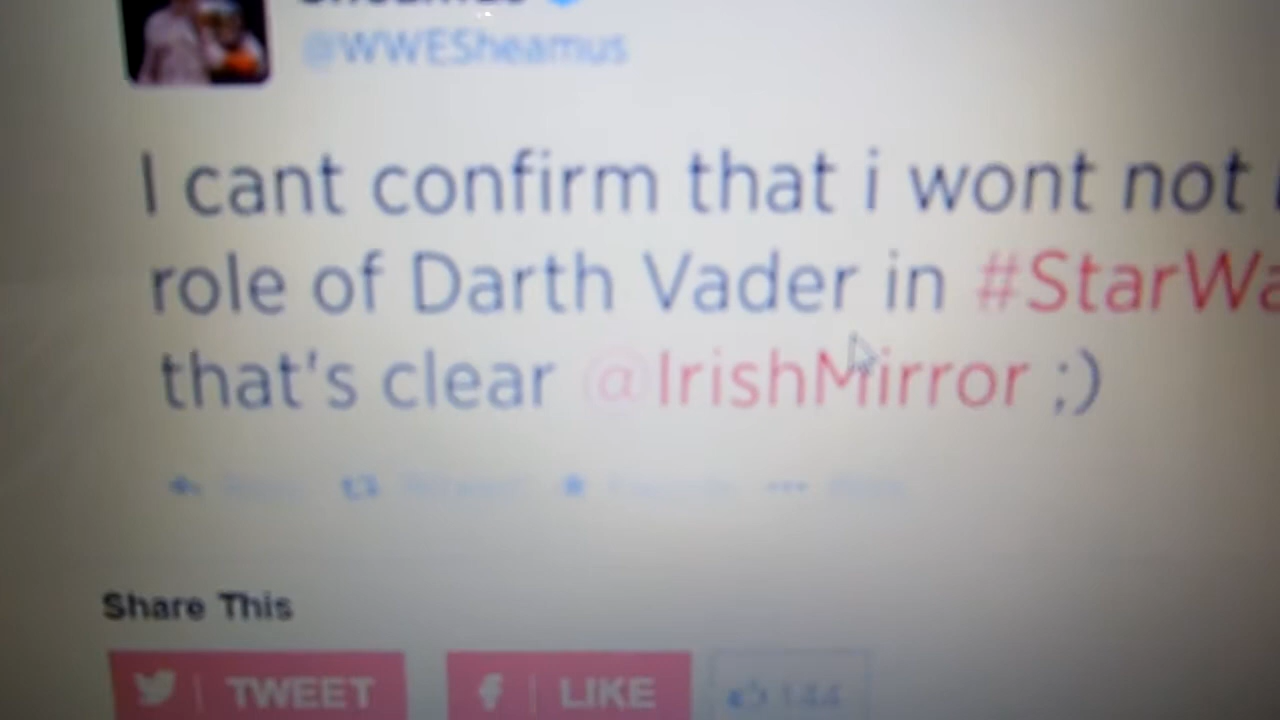 @WWESheamus
I cant confirm that i wont not
role of Darth Vader in #StarWa
that's clear @IrishMirror ;)
Share This
TWEET LIKE 144